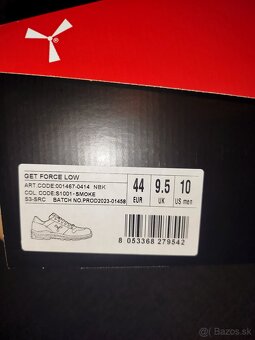 GET FORCE LOW
ART. CODE: 001467-0414 NBK
COL. CODE: S1001-SMOKE
S3-SRC BATCH NO. PROD2023-01458
44 9.5 10
EUR UK US men
8 053368 279542
© bazos.sk